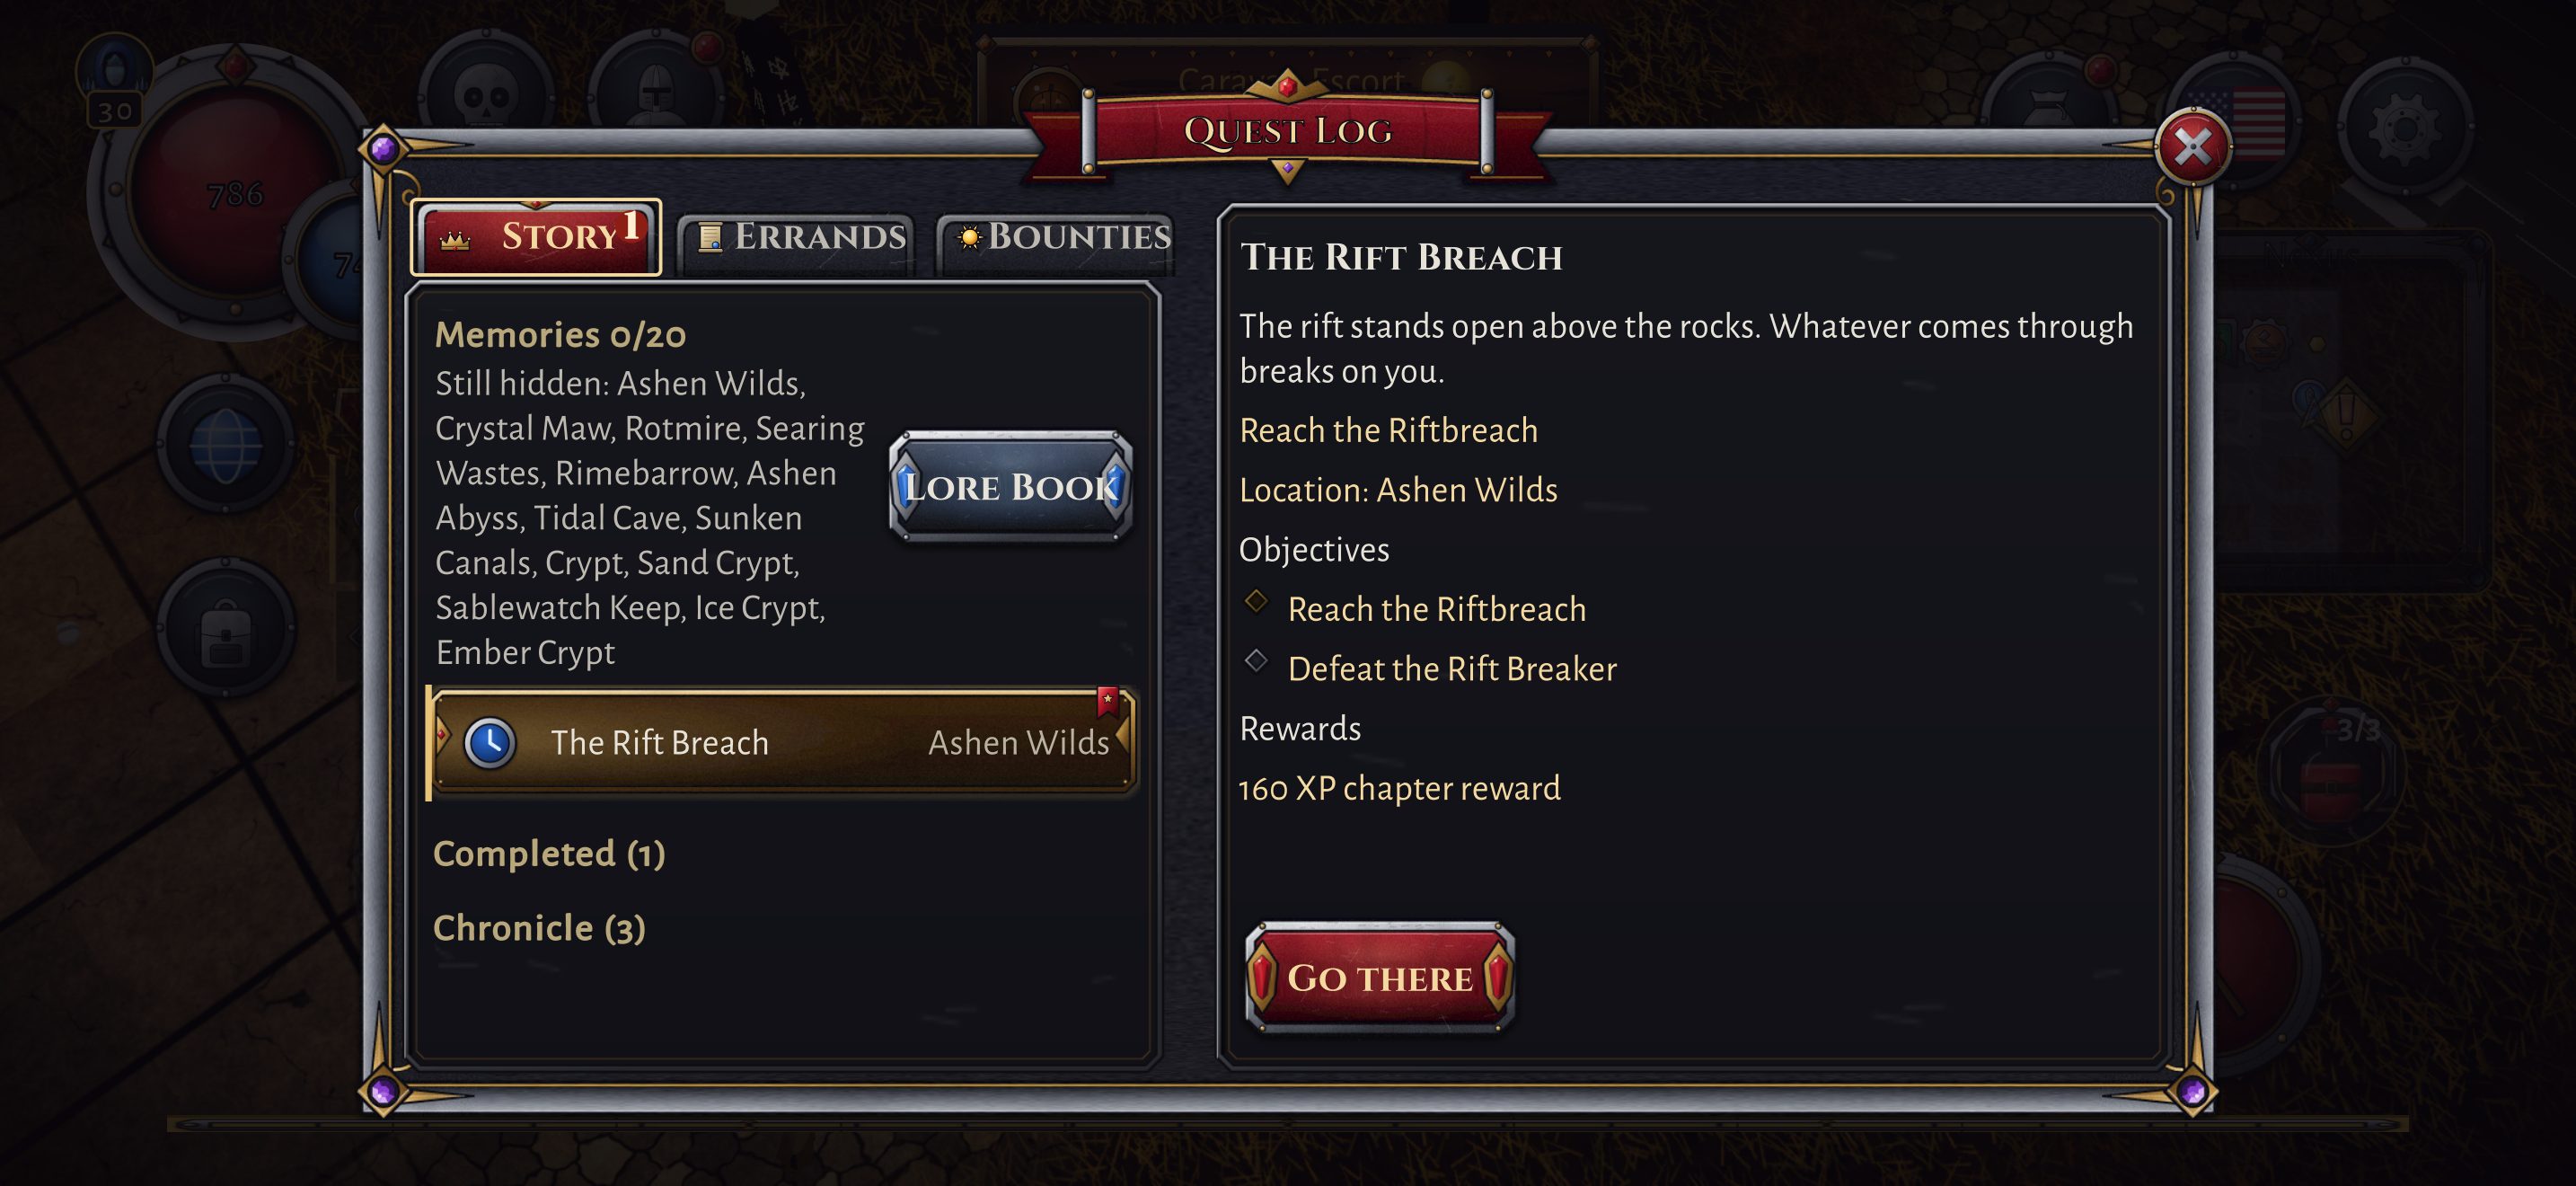 30
Caravan Escort
QUEST LOG
786
STORY 1
ERRANDS
BOUNTIES
THE RIFT BREACH
Memories 0/20
The rift stands open above the rocks. Whatever comes through
breaks on you.
Still hidden: Ashen Wilds,
Crystal Maw, Rotmire, Searing
Wastes, Rimebarrow, Ashen
Abyss, Tidal Cave, Sunken
Canals, Crypt, Sand Crypt,
Sablewatch Keep, Ice Crypt,
Ember Crypt
LORE BOOK
Reach the Riftbreach
Location: Ashen Wilds
Objectives
Reach the Riftbreach
Defeat the Rift Breaker
Rewards
160 XP chapter reward
The Rift Breach
Ashen Wilds
3/3
Completed (1)
Chronicle (3)
GO THERE